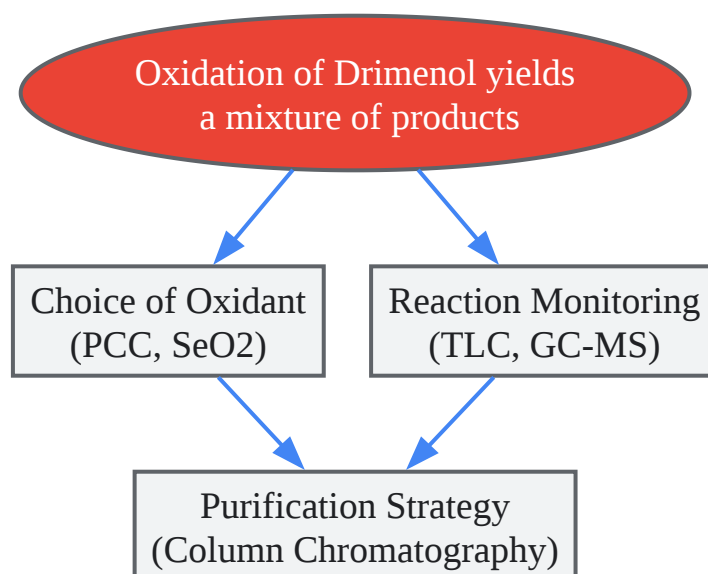 Oxidation of Drimenol yields
a mixture of products
Choice of Oxidant
(PCC, SeO2)
Reaction Monitoring
(TLC, GC-MS)
Purification Strategy
(Column Chromatography)